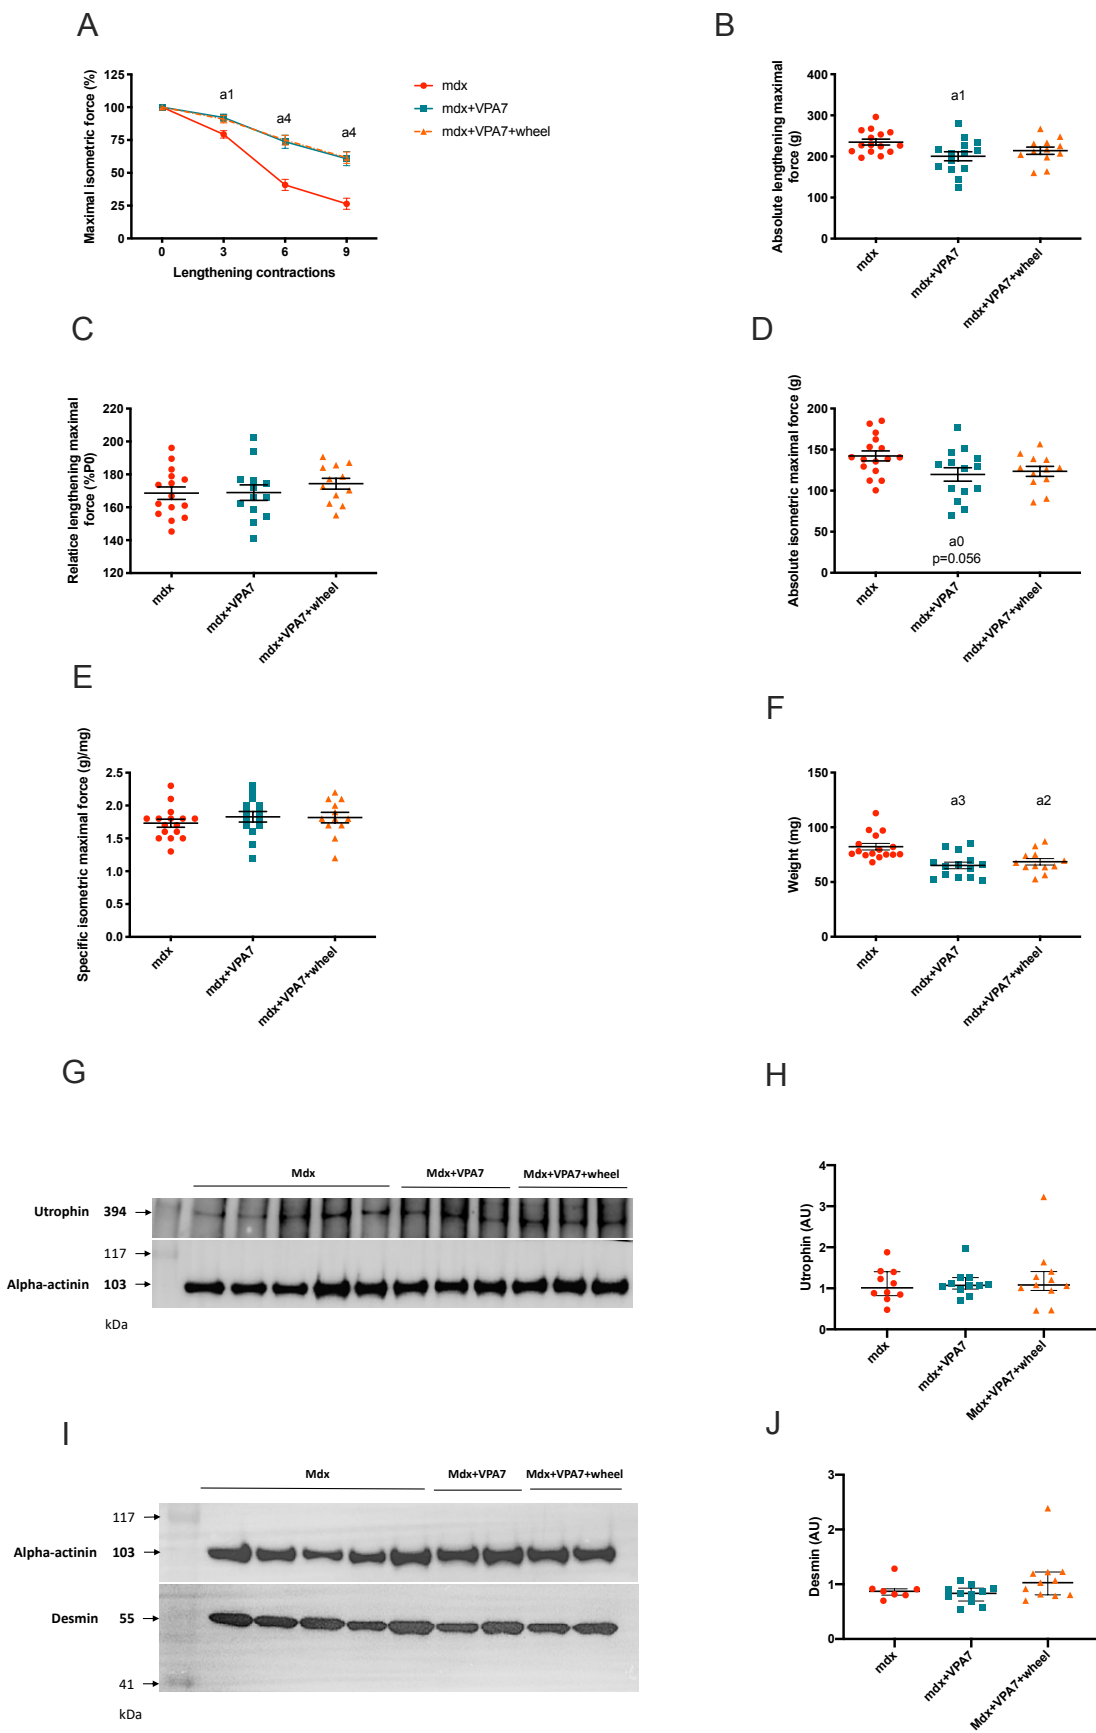 A
Maximal isometric force (%)
125
100
75
50
25
0
a1
a4
a4
0 3 6 9
Lengthening contractions
mdx
mdx+VPA7
mdx+VPA7+wheel
B
Absolute lengthening maximal
force (g)
400
300
200
100
0
a1
mdx
mdx+VPA7
mdx+VPA7+wheel
C
Relatice lengthening maximal
force (%P0)
220
200
180
160
140
120
mdx
mdx+VPA7
mdx+VPA7+wheel
D
Absolute isometric maximal force (g)
200
150
100
50
0
a0
p=0.056
mdx
mdx+VPA7
mdx+VPA7+wheel
E
Specific isometric maximal force (g)/mg)
2.5
2.0
1.5
1.0
0.5
0.0
mdx
mdx+VPA7
mdx+VPA7+wheel
F
Weight (mg)
150
100
50
0
a3
a2
mdx
mdx+VPA7
mdx+VPA7+wheel
G
Mdx Mdx+VPA7 Mdx+VPA7+wheel
Utrophin 394
117
Alpha-actinin 103
kDa
H
Utrophin (AU)
4
3
2
1
0
mdx
mdx+VPA7
Mdx+VPA7+wheel
I
Mdx Mdx+VPA7 Mdx+VPA7+wheel
117
Alpha-actinin 103
Desmin 55
41
kDa
J
Desmin (AU)
3
2
1
0
mdx
mdx+VPA7
Mdx+VPA7+wheel